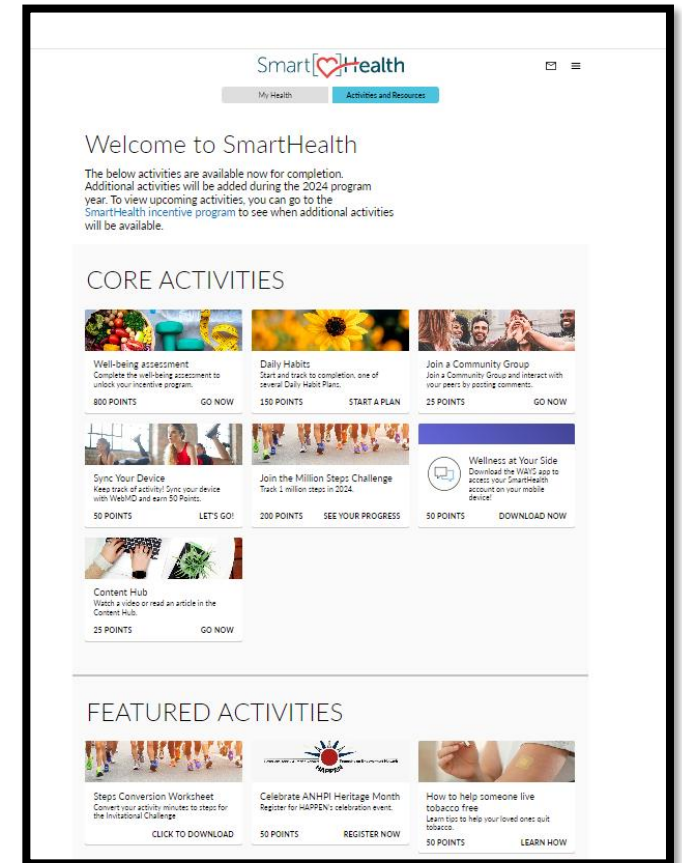 Smart[♡]Health
My Health
Activities and Resources
Welcome to SmartHealth
The below activities are available now for completion.
Additional activities will be added during the 2024 program
year. To view upcoming activities, you can go to the
SmartHealth incentive program to see when additional activities
will be available.
CORE ACTIVITIES
Well-being assessment
Complete the well-being assessment to
unlock your incentive program.
800 POINTS GO NOW
Daily Habits
Start and track to completion, one of
several Daily Habit Plans.
150 POINTS START A PLAN
Join a Community Group
Join a Community Group and interact with
your peers by posting comments.
25 POINTS GO NOW
Sync Your Device
Keep track of activity! Sync your device
with WebMD and earn 50 Points.
50 POINTS LET'S GO!
Join the Million Steps Challenge
Track 1 million steps in 2024.
200 POINTS SEE YOUR PROGRESS
Wellness at Your Side
Download the WAYS app to
access your SmartHealth
account on your mobile
device!
50 POINTS DOWNLOAD NOW
Content Hub
Watch a video or read an article in the
Content Hub.
25 POINTS GO NOW
FEATURED ACTIVITIES
Steps Conversion Worksheet
Convert your activity minutes to steps for
the Invitational Challenge
CLICK TO DOWNLOAD
HAPPEN
Celebrate ANHPI Heritage Month
Register for HAPPEN's celebration event.
50 POINTS REGISTER NOW
How to help someone live
tobacco free
Learn tips to help your loved ones quit
tobacco.
50 POINTS LEARN HOW